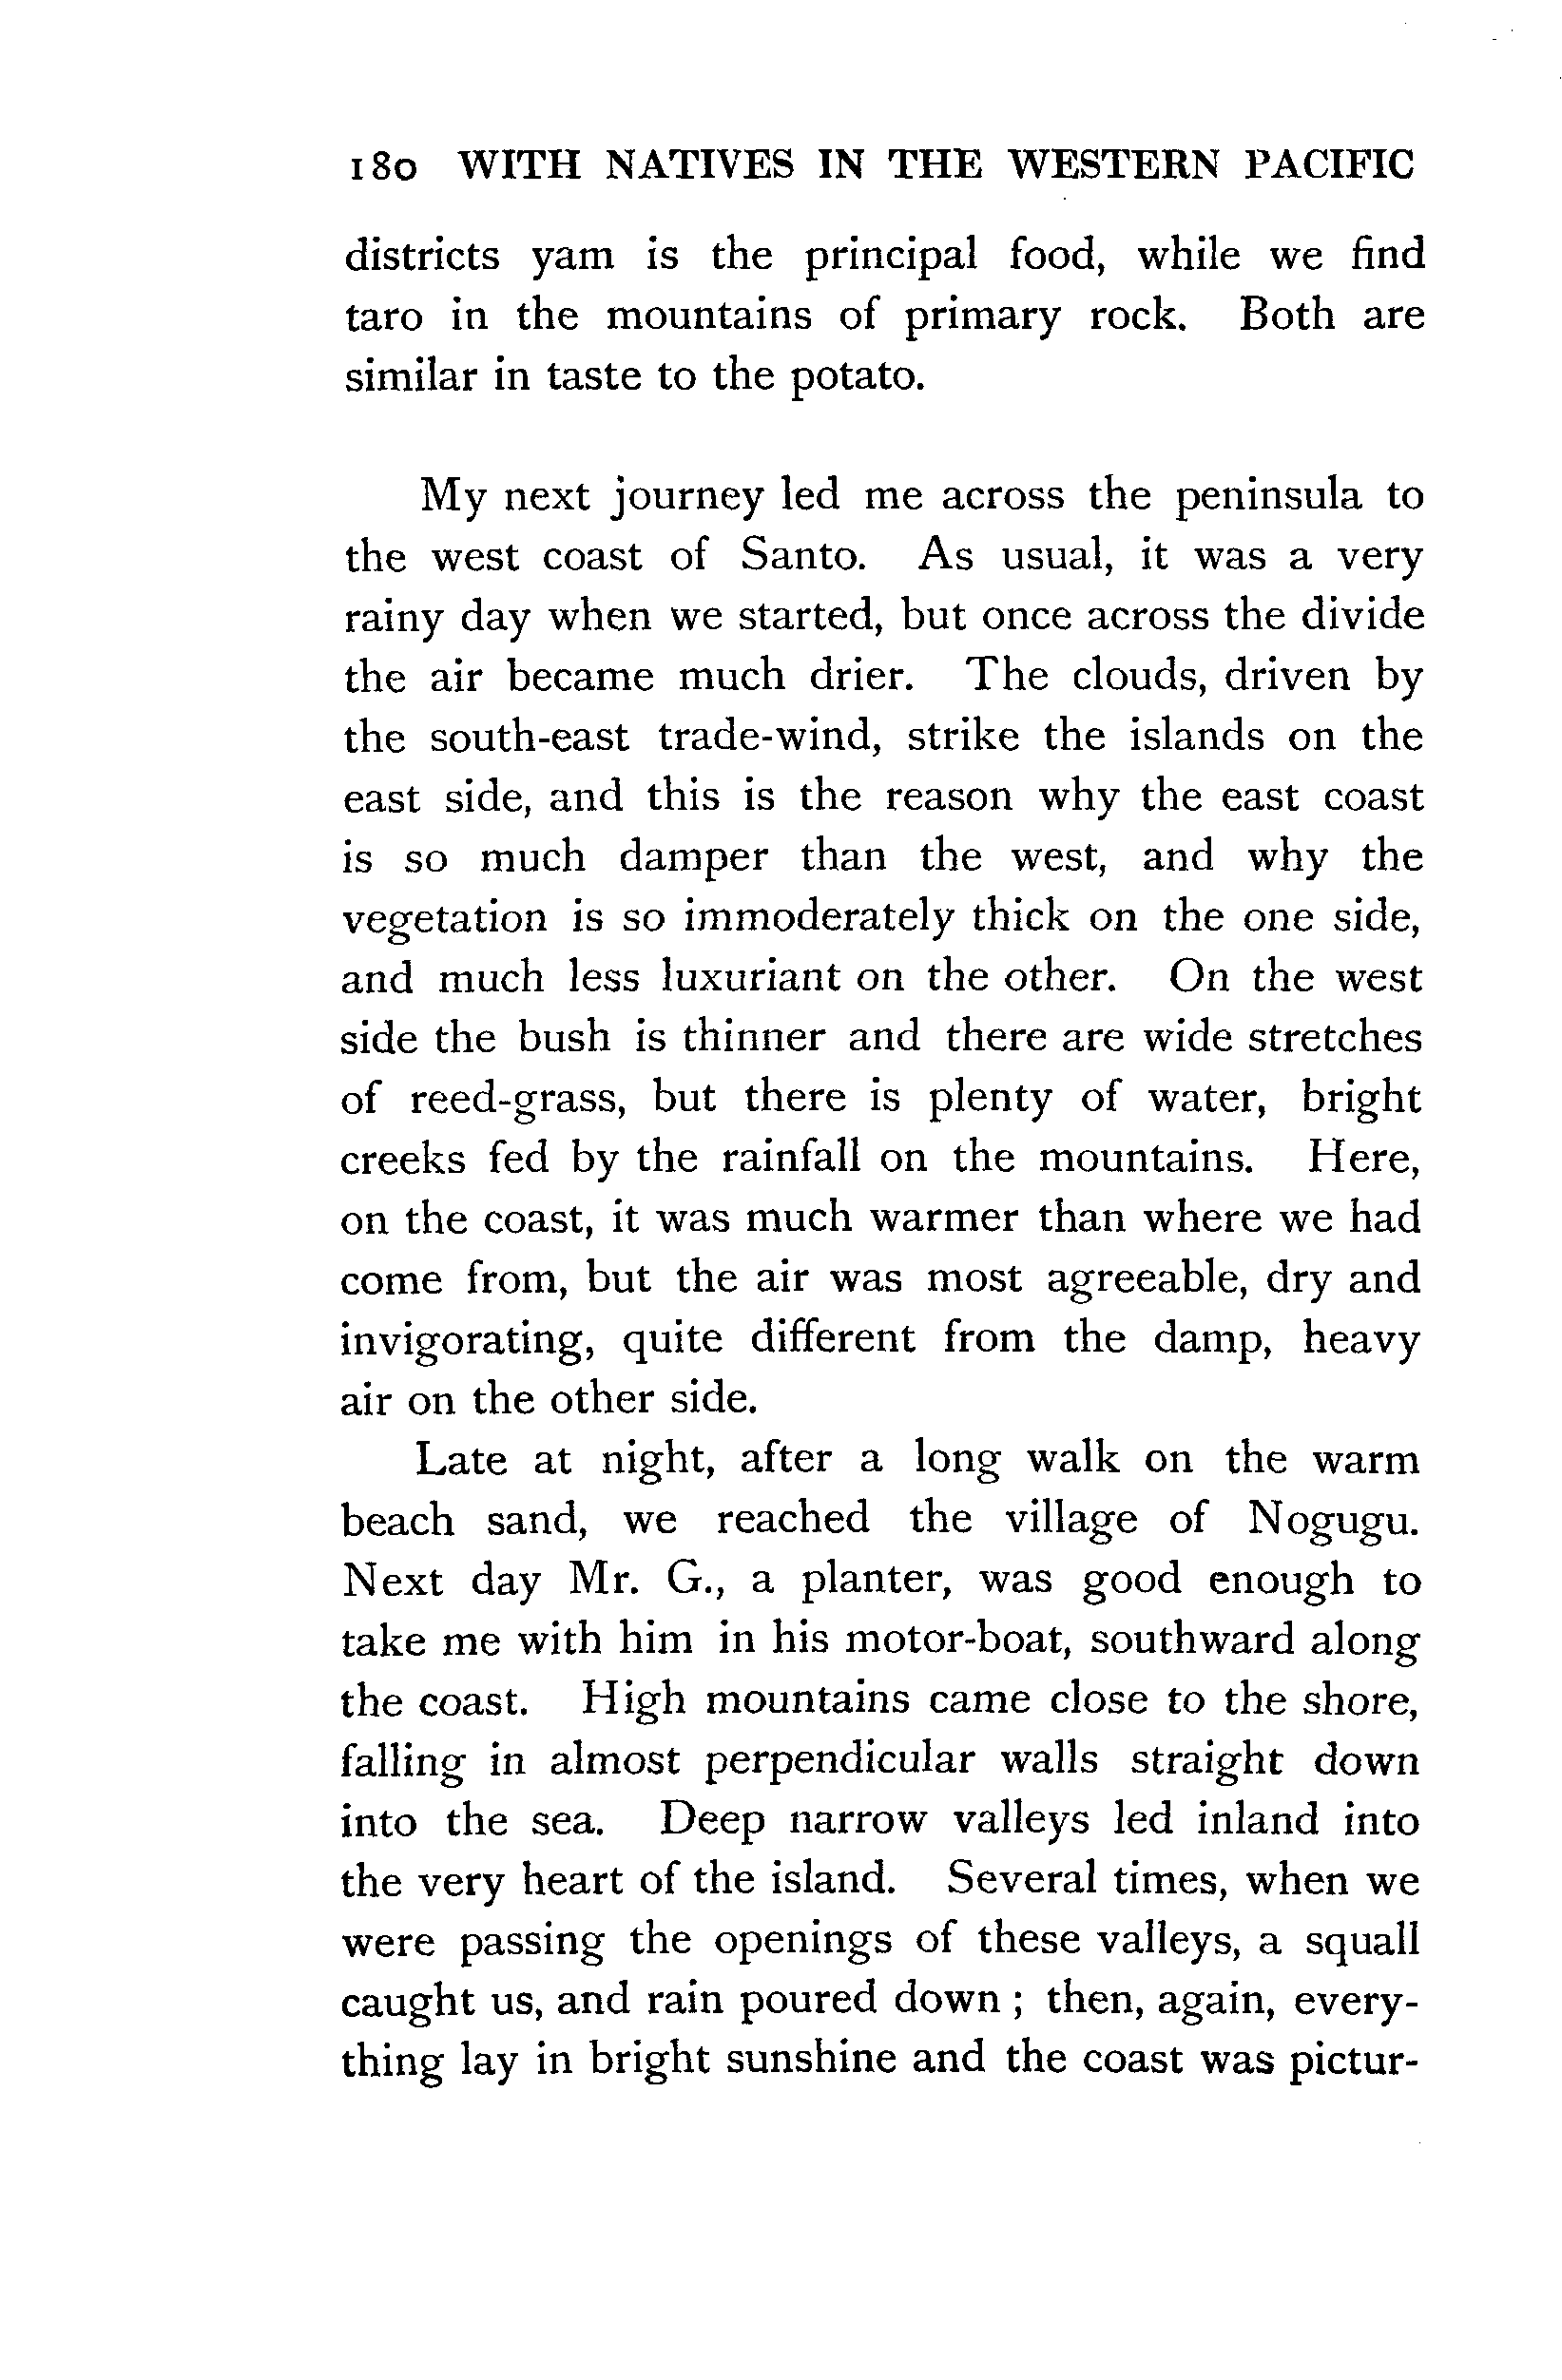 180 WITH NATIVES IN THE WESTERN PACIFIC
districts yam is the principal food, while we find
taro in the mountains of primary rock. Both are
similar in taste to the potato.
My next journey led me across the peninsula to
the west coast of Santo. As usual, it was a very
rainy day when we started, but once across the divide
the air became much drier. The clouds, driven by
the south-east trade-wind, strike the islands on the
east side, and this is the reason why the east coast
is so much damper than the west, and why the
vegetation is so immoderately thick on the one side,
and much less luxuriant on the other. On the west
side the bush is thinner and there are wide stretches
of reed-grass, but there is plenty of water, bright
creeks fed by the rainfall on the mountains. Here,
on the coast, it was much warmer than where we had
come from, but the air was most agreeable, dry and
invigorating, quite different from the damp, heavy
air on the other side.
Late at night, after a long walk on the warm
beach sand, we reached the village of Nogugu.
Next day Mr. G., a planter, was good enough to
take me with him in his motor-boat, southward along
the coast. High mountains came close to the shore,
falling in almost perpendicular walls straight down
into the sea. Deep narrow valleys led inland into
the very heart of the island. Several times, when we
were passing the openings of these valleys, a squall
caught us, and rain poured down ; then, again, every-
thing lay in bright sunshine and the coast was pictur-